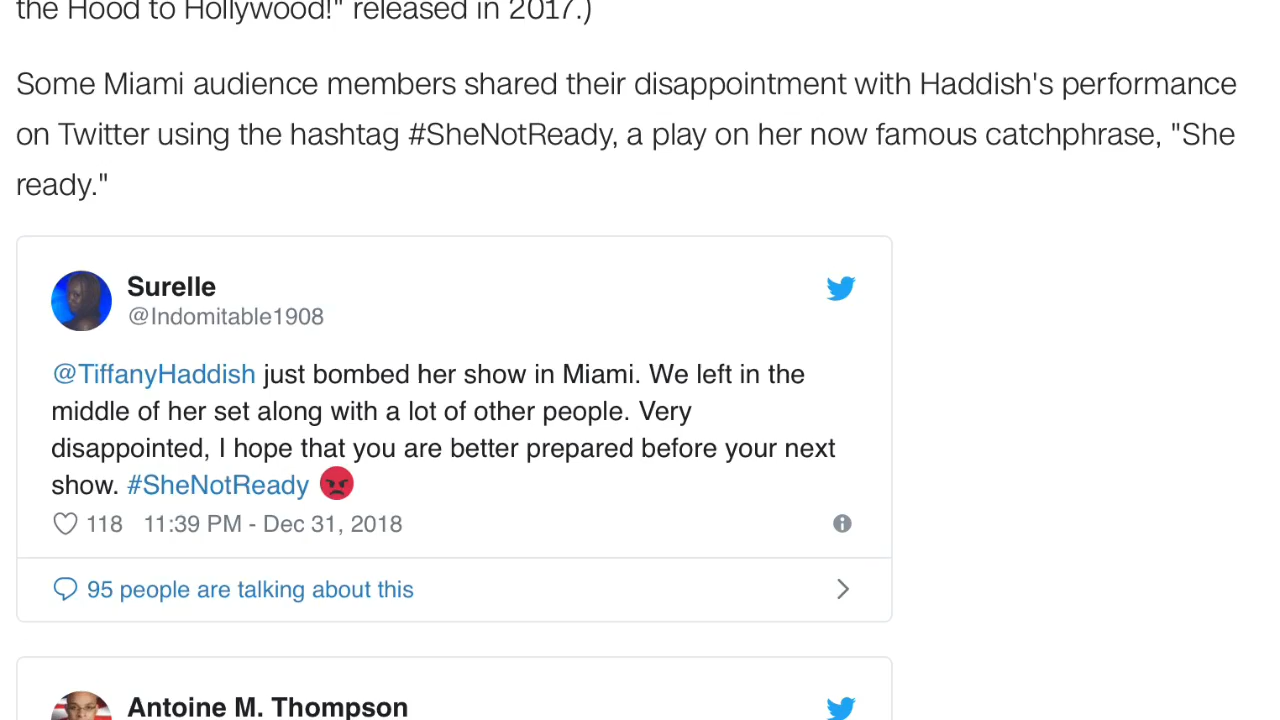 the Hood to Hollywood!" released in 2017.)
Some Miami audience members shared their disappointment with Haddish's performance
on Twitter using the hashtag #SheNotReady, a play on her now famous catchphrase, "She
ready."
Surelle
@Indomitable1908
@TiffanyHaddish just bombed her show in Miami. We left in the
middle of her set along with a lot of other people. Very
disappointed, I hope that you are better prepared before your next
show. #SheNotReady 😡
118 11:39 PM - Dec 31, 2018
95 people are talking about this
Antoine M. Thompson